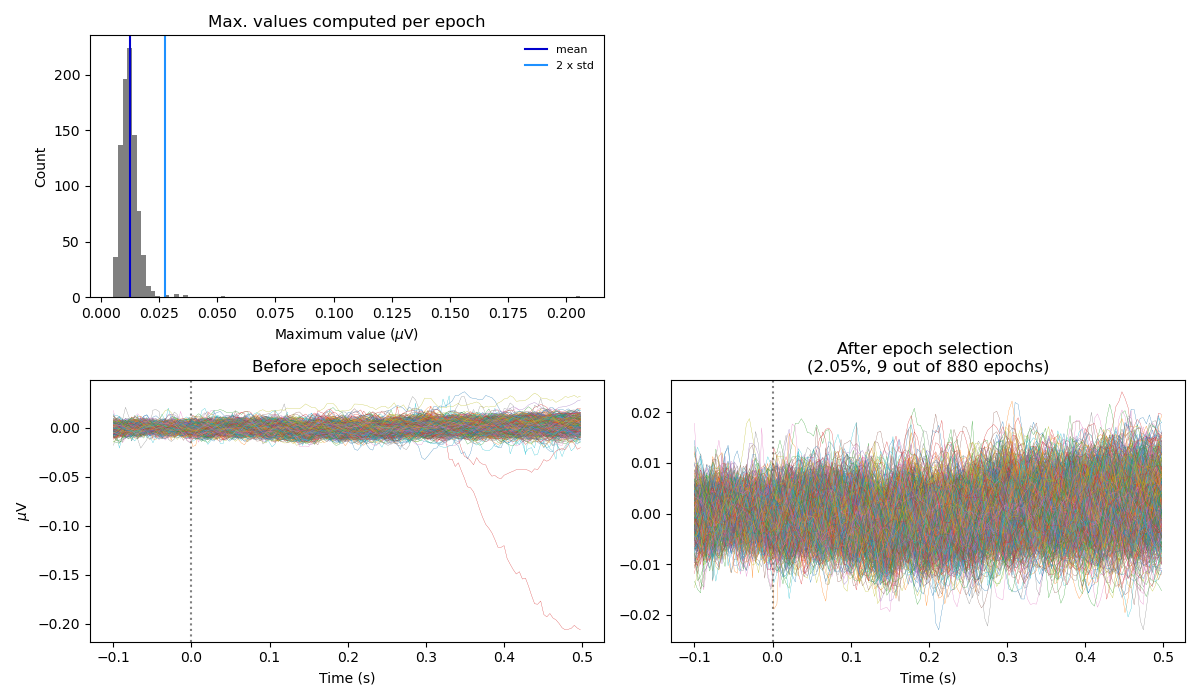 Max. values computed per epoch
mean
2 x std
200
150
100
50
0
Count
0.000 0.025 0.050 0.075 0.100 0.125 0.150 0.175 0.200
Maximum value (μV)
Before epoch selection
0.00
−0.05
−0.10
−0.15
−0.20
μV
−0.1 0.0 0.1 0.2 0.3 0.4 0.5
Time (s)
After epoch selection
(2.05%, 9 out of 880 epochs)
0.02
0.01
0.00
−0.01
−0.02
−0.1 0.0 0.1 0.2 0.3 0.4 0.5
Time (s)